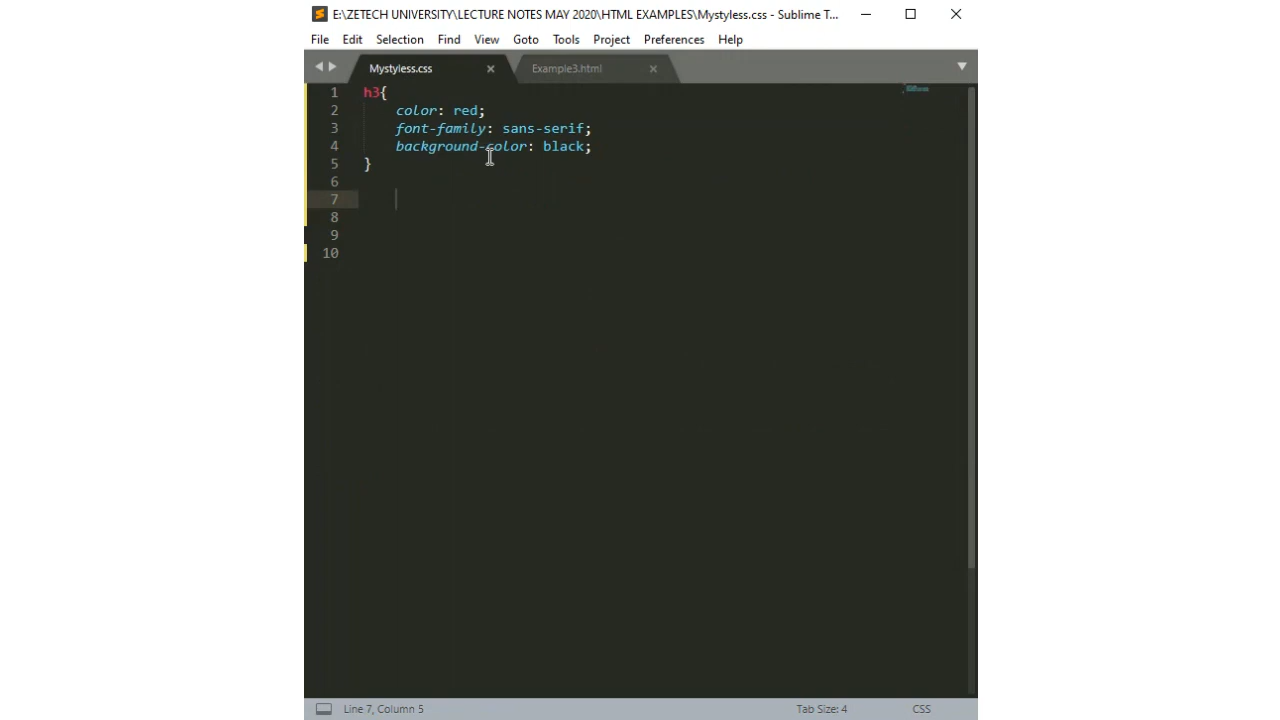 E:\ZETECH UNIVERSITY\LECTURE NOTES MAY 2020\HTML EXAMPLES\Mystyless.css - Sublime T...
File Edit Selection Find View Goto Tools Project Preferences Help
Mystyless.css Example3.html
1 h3{
2 color: red;
3 font-family: sans-serif;
4 background-color: black;
5 }
6
7
8
9
10
Line 7, Column 5 Tab Size: 4 CSS